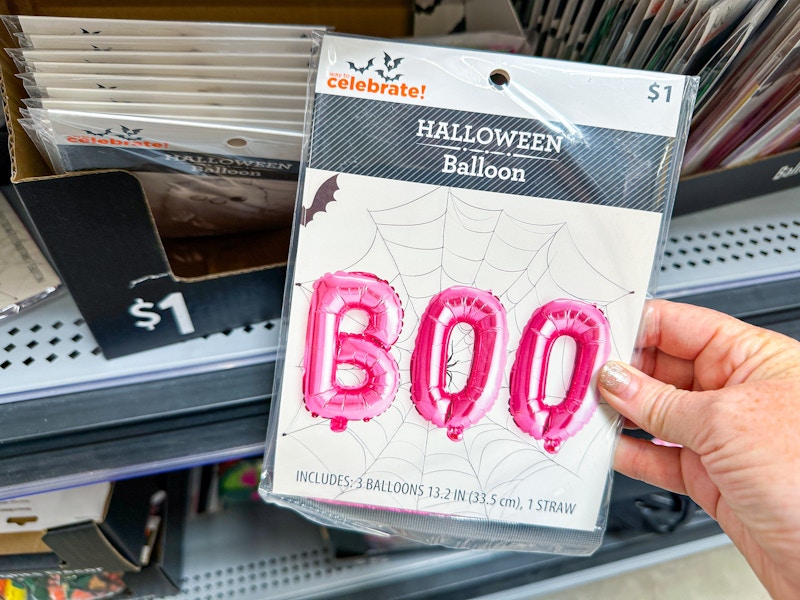 way to
celebrate!
$1
HALLOWEEN
Balloon
BOO
INCLUDES: 3 BALLOONS 13.2 IN (33.5 cm), 1 STRAW
celebrate!
HALLOWEEN
Balloon
$1